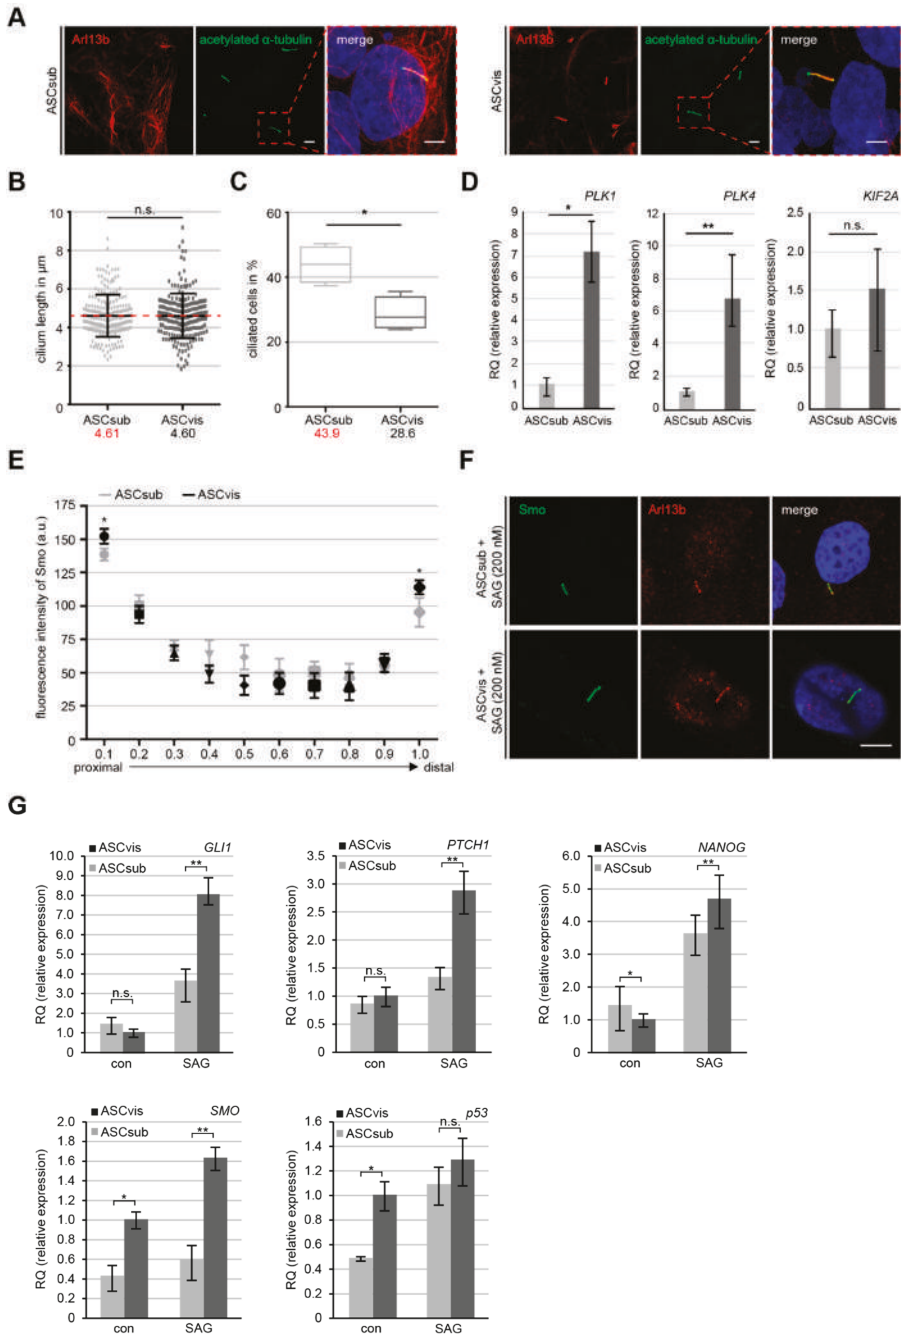 A
ASCsub
Arl13b
acetylated α-tubulin
merge
ASCvis
Arl13b
acetylated α-tubulin
merge
B
cilium length in µm
10
8
6
4
2
0
n.s.
ASCsub
4.61
ASCvis
4.60
C
ciliated cells in %
60
40
20
0
*
ASCsub
43.9
ASCvis
28.6
D
PLK1
RQ (relative expression)
9
8
7
6
5
4
3
2
1
0
*
ASCsub ASCvis
PLK4
RQ (relative expression)
12
10
8
6
4
2
0
**
ASCsub ASCvis
KIF2A
RQ (relative expression)
2.5
2.0
1.5
1.0
0.5
0
n.s.
ASCsub ASCvis
E
ASCsub ASCvis
fluorescence intensity of Smo (a.u.)
175
150
125
100
75
50
25
0
*
*
0.1 0.2 0.3 0.4 0.5 0.6 0.7 0.8 0.9 1.0
proximal distal
F
ASCsub +
SAG (200 nM)
Smo
Arl13b
merge
ASCvis +
SAG (200 nM)
G
ASCvis
ASCsub
GLI1
RQ (relative expression)
10.0
9.0
8.0
7.0
6.0
5.0
4.0
3.0
2.0
1.0
0
n.s.
**
con SAG
ASCvis
ASCsub
PTCH1
RQ (relative expression)
3.5
3.0
2.5
2.0
1.5
1.0
0.5
0
n.s.
**
con SAG
ASCvis
ASCsub
NANOG
RQ (relative expression)
6.0
5.0
4.0
3.0
2.0
1.0
0
*
**
con SAG
ASCvis
ASCsub
SMO
RQ (relative expression)
2.0
1.8
1.6
1.4
1.2
1.0
0.8
0.6
0.4
0.2
0
*
**
con SAG
ASCvis
ASCsub
p53
RQ (relative expression)
1.6
1.4
1.2
1.0
0.8
0.6
0.4
0.2
0
*
n.s.
con SAG